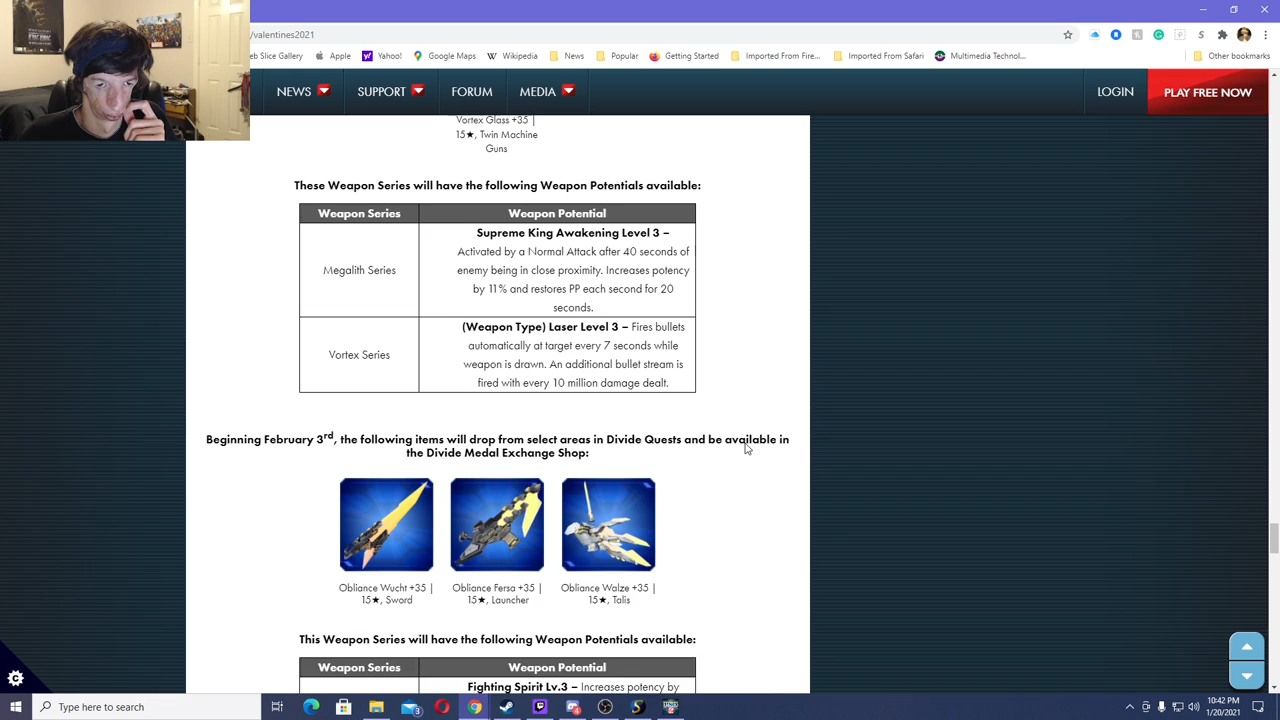 /valentines2021
eb Slice Gallery Apple Yahoo! Google Maps Wikipedia News Popular Getting Started Imported From Fire... Imported From Safari Multimedia Technol... Other bookmarks
NEWS SUPPORT FORUM MEDIA LOGIN PLAY FREE NOW
Vortex Glass +35 |
15★, Twin Machine
Guns
These Weapon Series will have the following Weapon Potentials available:
Weapon Series Weapon Potential
Megalith Series
Supreme King Awakening Level 3 –
Activated by a Normal Attack after 40 seconds of
enemy being in close proximity. Increases potency
by 11% and restores PP each second for 20
seconds.
Vortex Series
(Weapon Type) Laser Level 3 – Fires bullets
automatically at target every 7 seconds while
weapon is drawn. An additional bullet stream is
fired with every 10 million damage dealt.
Beginning February 3rd, the following items will drop from select areas in Divide Quests and be available in
the Divide Medal Exchange Shop:
Obliance Wucht +35 |
15★, Sword
Obliance Fersa +35 |
15★, Launcher
Obliance Walze +35 |
15★, Talis
This Weapon Series will have the following Weapon Potentials available:
Weapon Series Weapon Potential
Fighting Spirit Lv.3 – Increases potency by
Type here to search
10:42 PM
1/20/2021